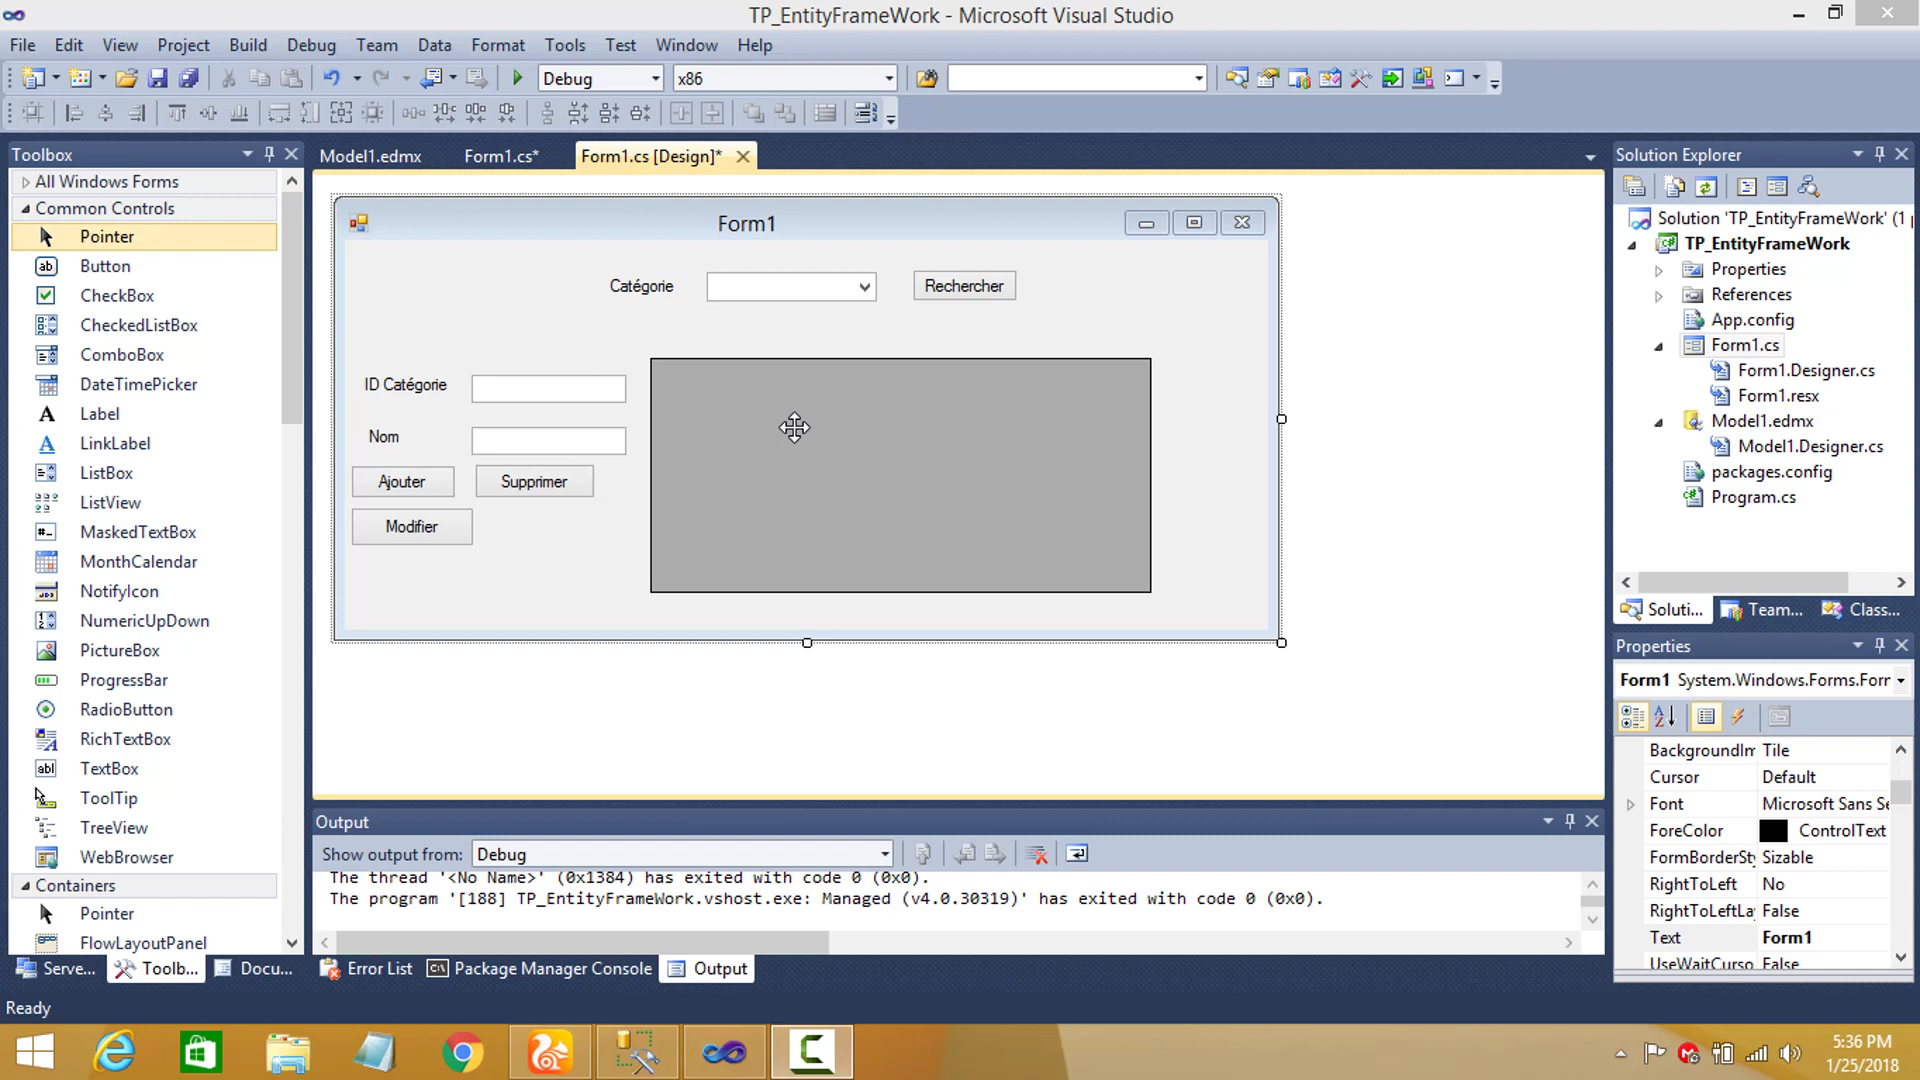 TP_EntityFrameWork - Microsoft Visual Studio
File Edit View Project Build Debug Team Data Format Tools Test Window Help
Debug x86
Toolbox
Model1.edmx Form1.cs* Form1.cs [Design]*
Solution Explorer
All Windows Forms
Common Controls
Pointer
Button
CheckBox
CheckedListBox
ComboBox
DateTimePicker
Label
LinkLabel
ListBox
ListView
MaskedTextBox
MonthCalendar
NotifyIcon
NumericUpDown
PictureBox
ProgressBar
RadioButton
RichTextBox
TextBox
ToolTip
TreeView
WebBrowser
Containers
Pointer
FlowLayoutPanel
Serve... Toolb... Docu...
Form1
Catégorie Rechercher
ID Catégorie
Nom
Ajouter Supprimer
Modifier
Output
Show output from: Debug
The thread '<No Name>' (0x1384) has exited with code 0 (0x0).
The program '[188] TP_EntityFrameWork.vshost.exe: Managed (v4.0.30319)' has exited with code 0 (0x0).
Error List Package Manager Console Output
Solution 'TP_EntityFrameWork' (1 p
TP_EntityFrameWork
Properties
References
App.config
Form1.cs
Form1.Designer.cs
Form1.resx
Model1.edmx
Model1.Designer.cs
packages.config
Program.cs
Soluti... Team... Class...
Properties
Form1 System.Windows.Forms.Forr
BackgroundIm Tile
Cursor Default
Font Microsoft Sans Se
ForeColor ControlText
FormBorderSty Sizable
RightToLeft No
RightToLeftLa False
Text Form1
UseWaitCurso False
Ready
5:36 PM
1/25/2018